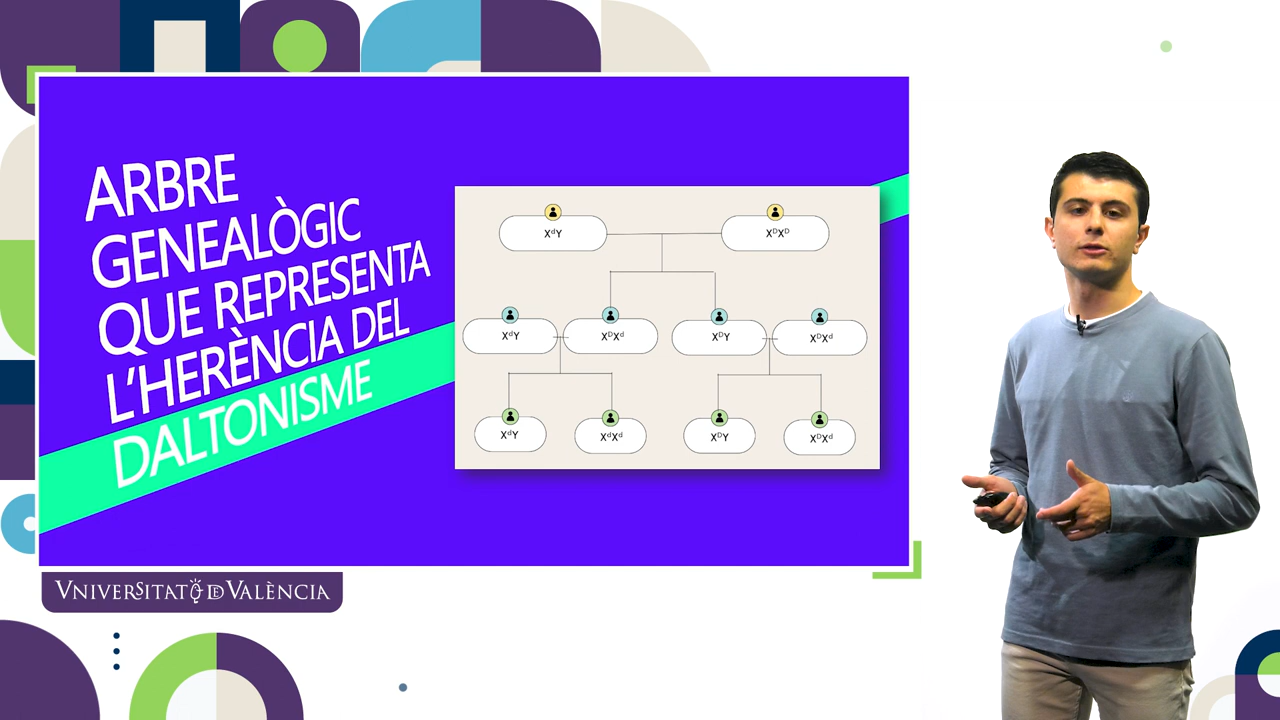 ARBRE
GENEALÒGIC
QUE REPRESENTA
L'HERÈNCIA DEL
DALTONISME
XᵈY
XᴰXᴰ
XᵈY
XᴰXᵈ
XᴰY
XᴰXᵈ
XᵈY
XᵈXᵈ
XᴰY
XᴰXᵈ
VNIVERSITAT DE VALÈNCIA